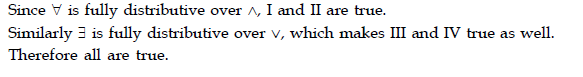 Since ∀ is fully distributive over ∧, I and II are true.
Similarly ∃ is fully distributive over ∨, which makes III and IV true as well.
Therefore all are true.